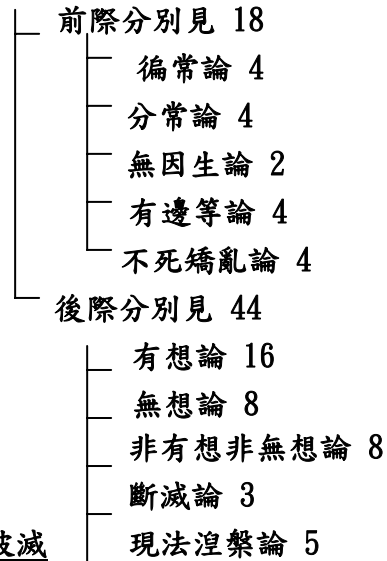 前際分別見 18
徧常論 4
分常論 4
無因生論 2
有邊等論 4
不死矯亂論 4
後際分別見 44
有想論 16
無想論 8
非有想非無想論 8
斷滅論 3
滅 現法涅槃論 5